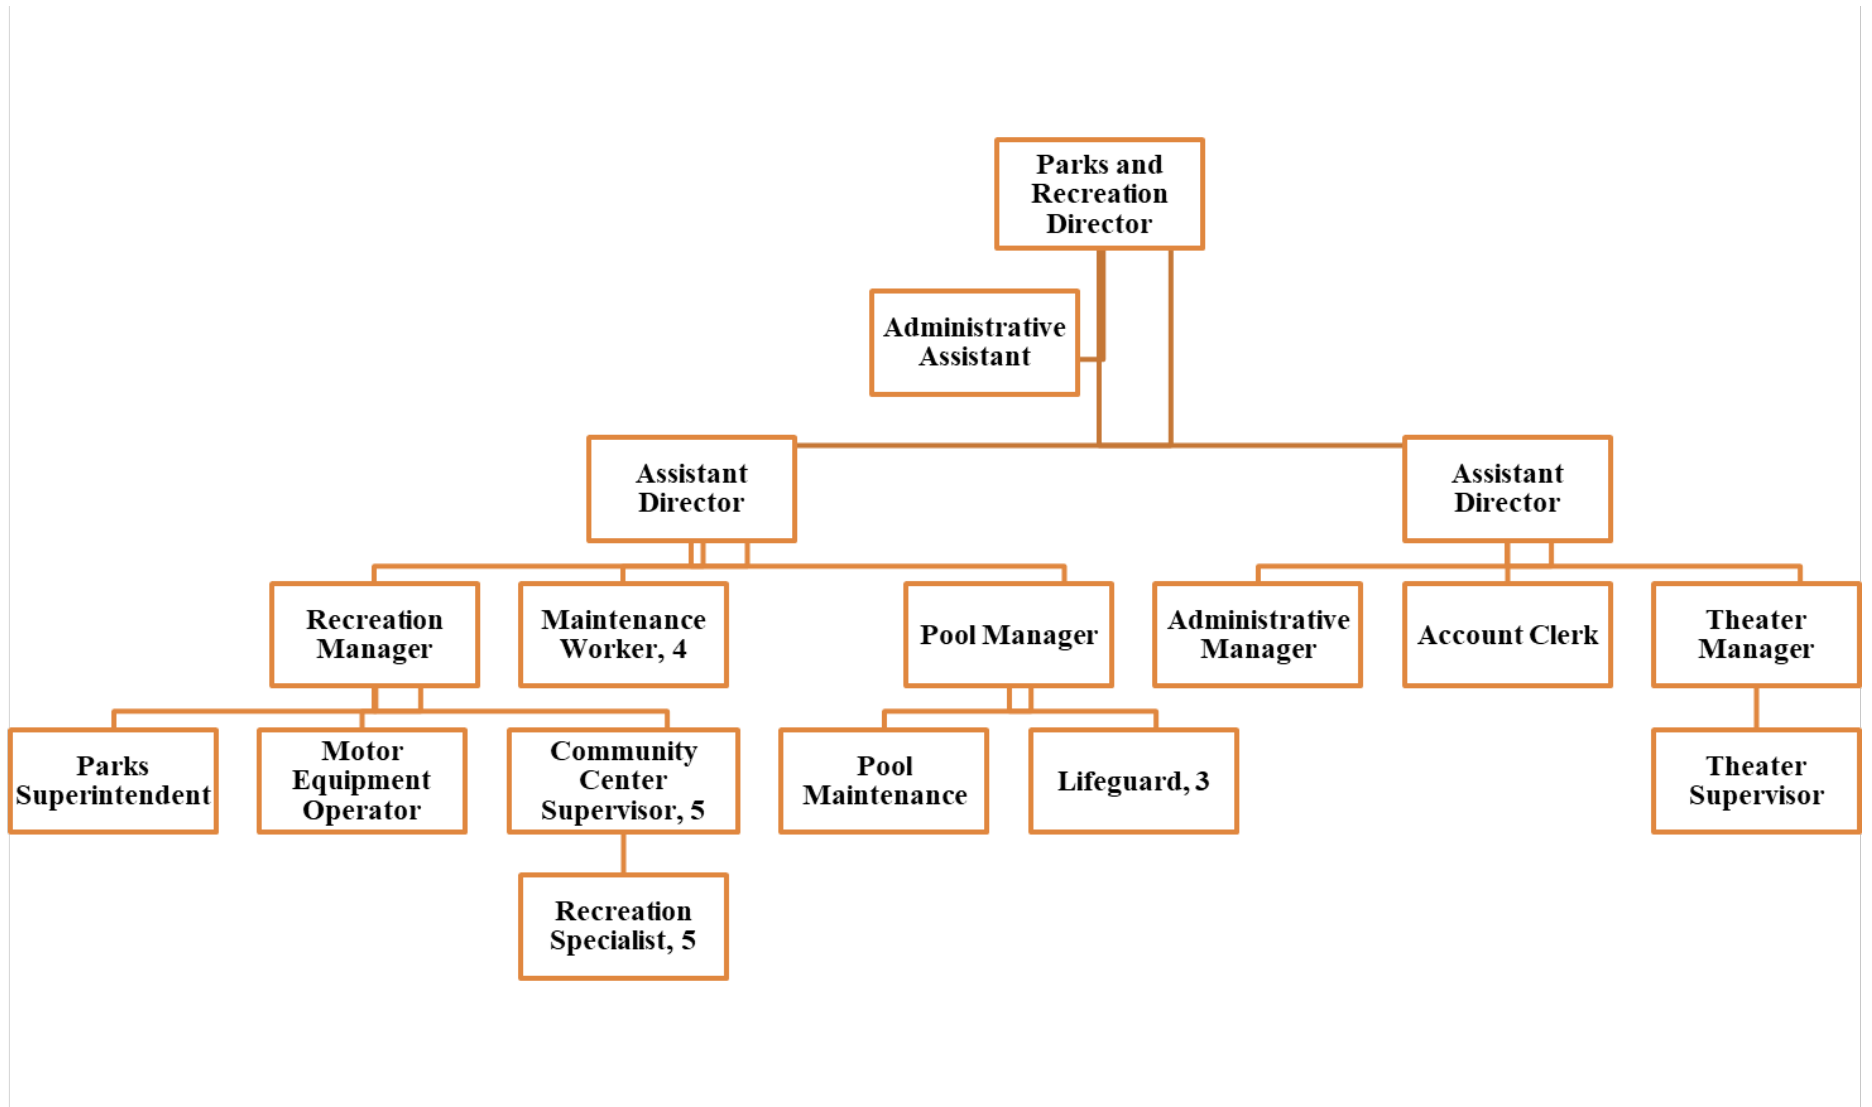 Parks and
Recreation
Director
Administrative
Assistant
Assistant
Director
Assistant
Director
Recreation
Manager
Maintenance
Worker, 4
Pool Manager
Administrative
Manager
Account Clerk
Theater
Manager
Parks
Superintendent
Motor
Equipment
Operator
Community
Center
Supervisor, 5
Pool
Maintenance
Lifeguard, 3
Theater
Supervisor
Recreation
Specialist, 5